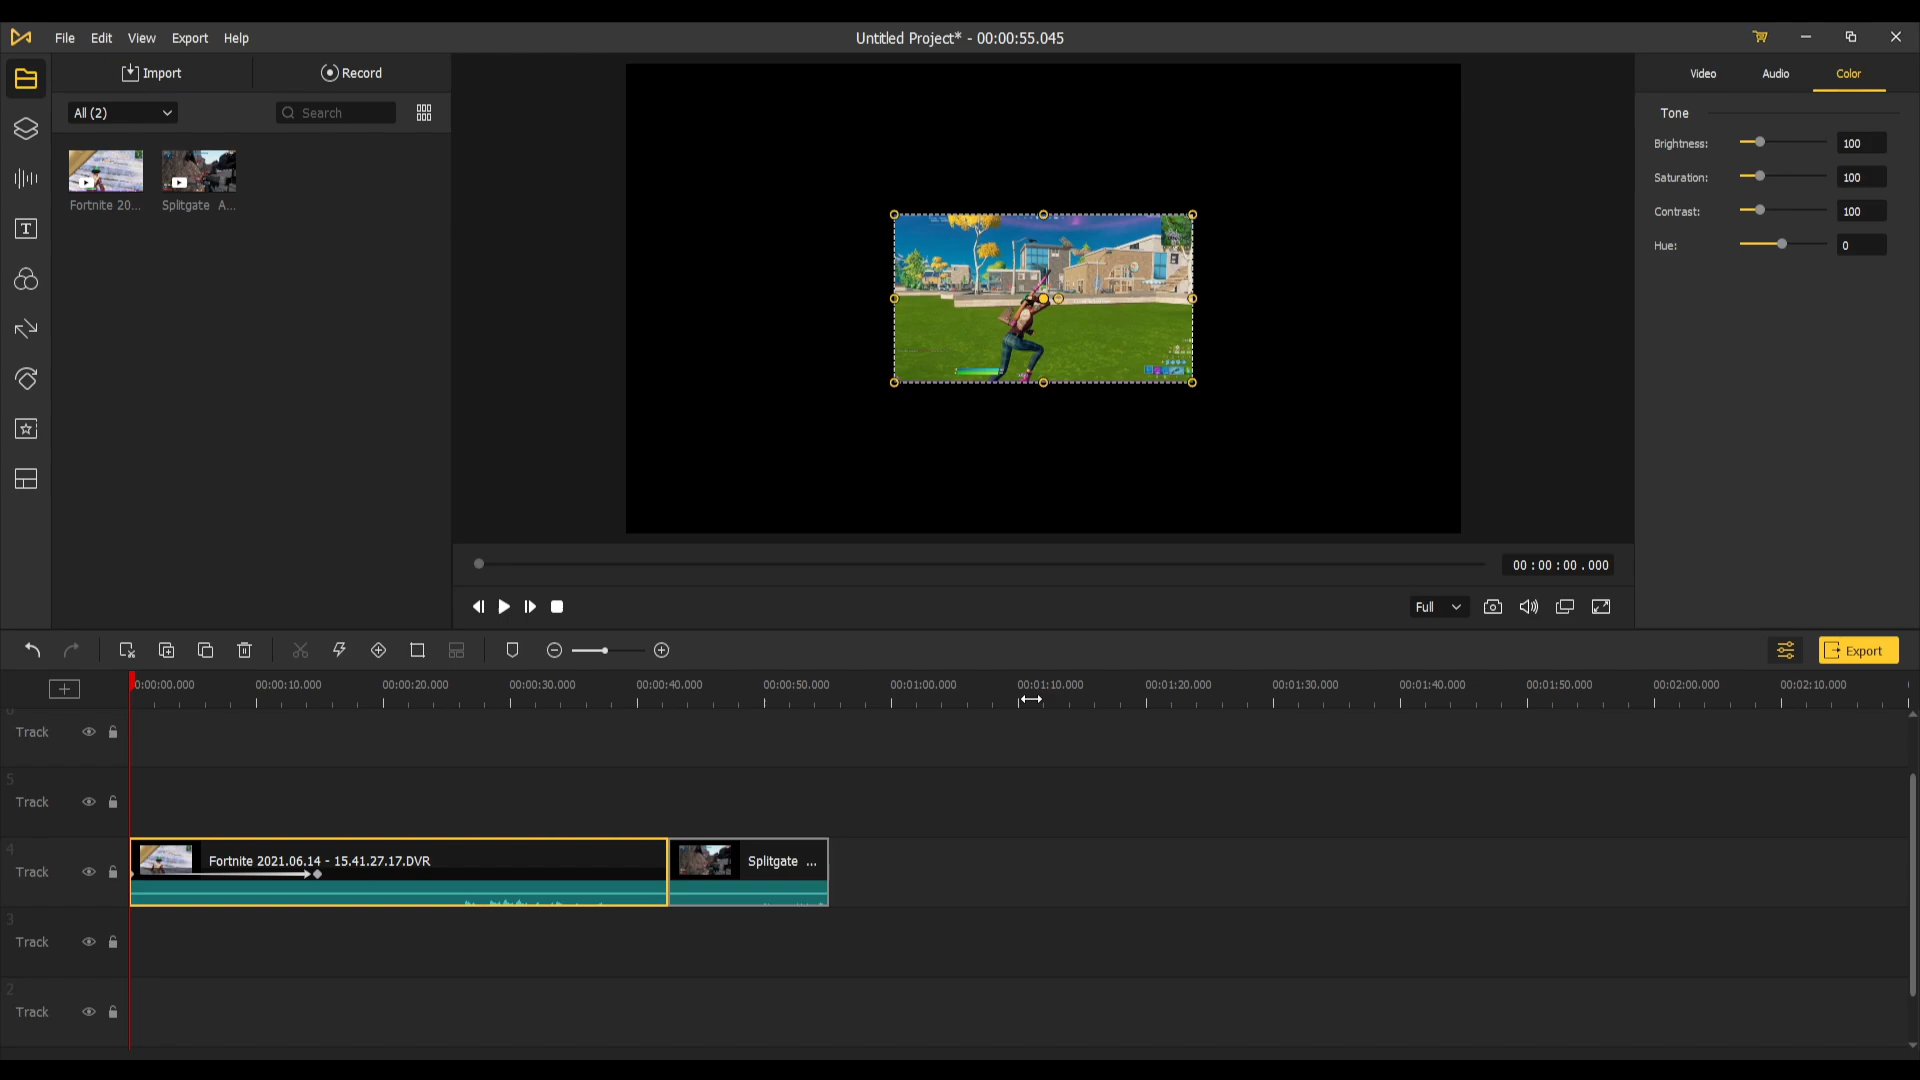 File Edit View Export Help
Untitled Project* - 00:00:55.045
Import
Record
All (2)
Search
Fortnite 20...
Splitgate A...
Video
Audio
Color
Tone
Brightness: 100
Saturation: 100
Contrast: 100
Hue: 0
00 : 00 : 00 . 000
Full
Export
0:00:00.000
00:00:10.000
00:00:20.000
00:00:30.000
00:00:40.000
00:00:50.000
00:01:00.000
00:01:10.000
00:01:20.000
00:01:30.000
00:01:40.000
00:01:50.000
00:02:00.000
00:02:10.000
Track
5
Track
4
Track
Fortnite 2021.06.14 - 15.41.27.17.DVR
Splitgate ...
3
Track
2
Track